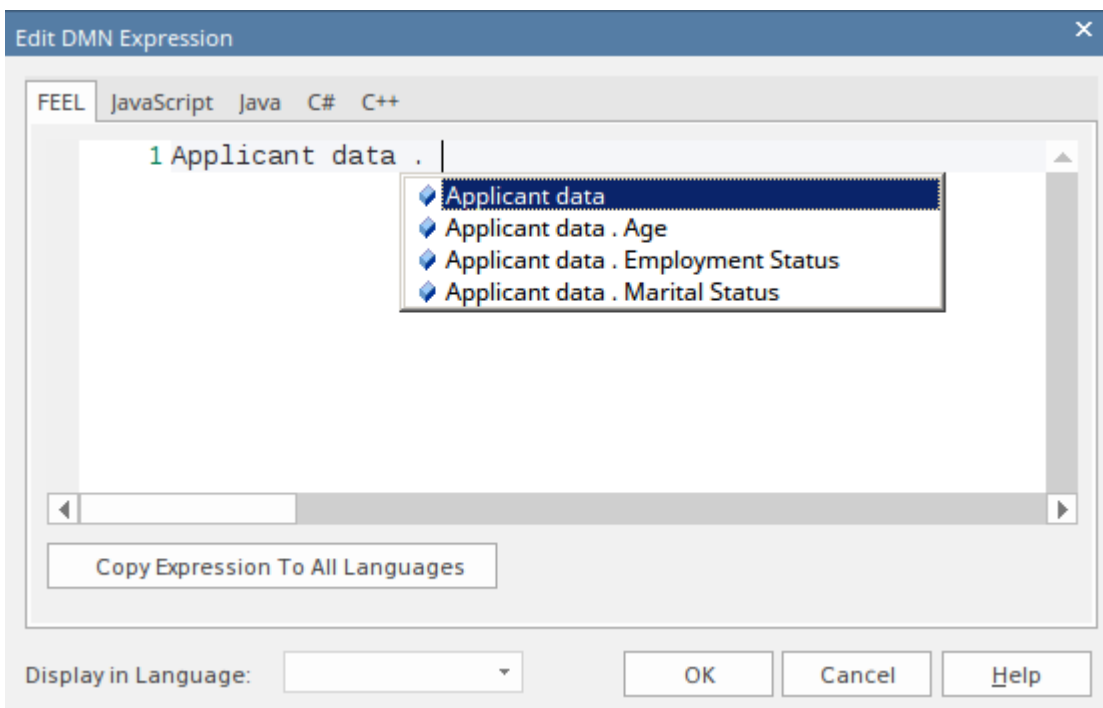 Edit DMN Expression
FEEL JavaScript Java C# C++
1 Applicant data .
Applicant data
Applicant data . Age
Applicant data . Employment Status
Applicant data . Marital Status
Copy Expression To All Languages
Display in Language: OK Cancel Help